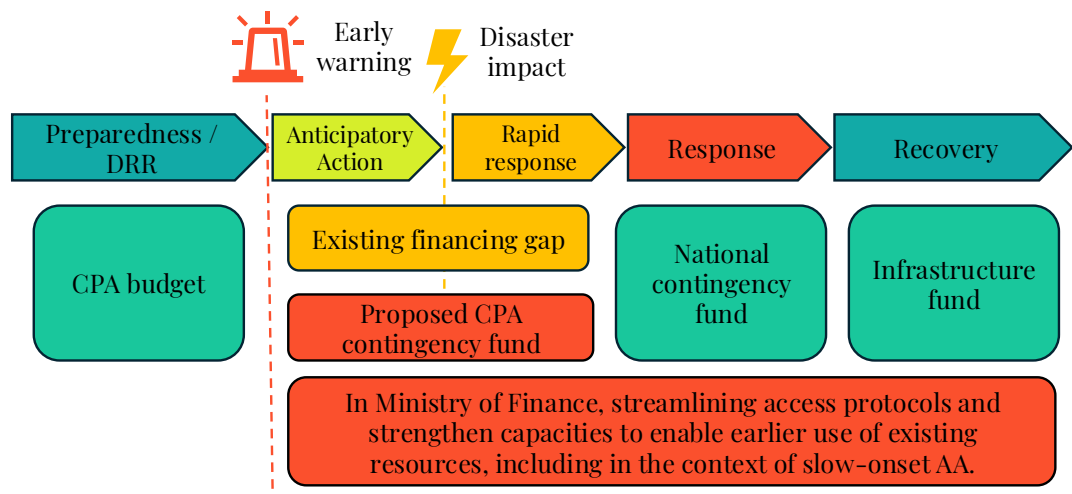 Early
warning
Disaster
impact
Preparedness /
DRR
Anticipatory
Action
Rapid
response
Response
Recovery
CPA budget
Existing financing gap
Proposed CPA
contingency fund
National
contingency
fund
Infrastructure
fund
In Ministry of Finance, streamlining access protocols and
strengthen capacities to enable earlier use of existing
resources, including in the context of slow-onset AA.